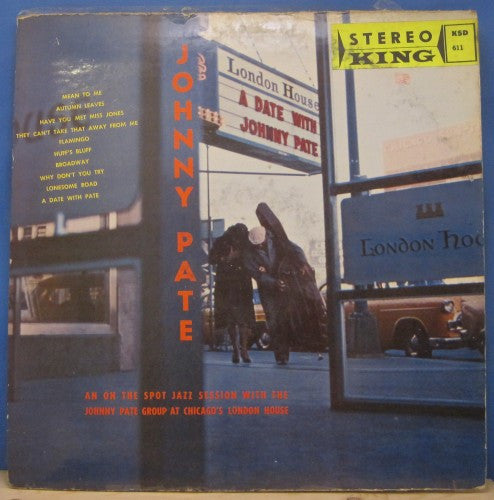 STEREO
KING
KSD
611
JOHNNY PATE
London House
A DATE WITH
JOHNNY PATE
MEAN TO ME
AUTUMN LEAVES
HAVE YOU MET MISS JONES
THEY CAN'T TAKE THAT AWAY FROM ME
FLAMINGO
HUFF'S BLUFF
BROADWAY
WHY DON'T YOU TRY
LONESOME ROAD
A DATE WITH PATE
London Hou
AN ON THE SPOT JAZZ SESSION WITH THE
JOHNNY PATE GROUP AT CHICAGO'S LONDON HOUSE